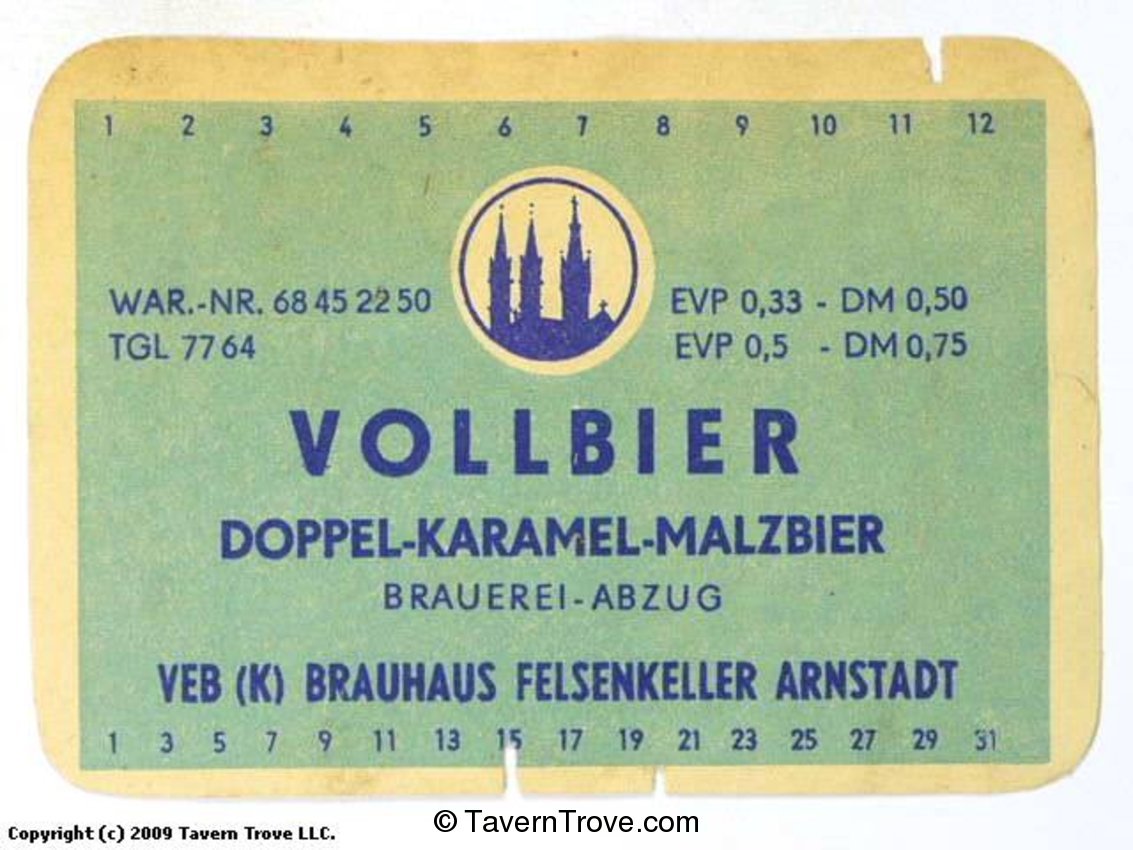 1 2 3 4 5 6 7 8 9 10 11 12
WAR.-NR. 68 45 22 50
TGL 77 64
EVP 0,33 - DM 0,50
EVP 0,5 - DM 0,75
VOLLBIER
DOPPEL-KARAMEL-MALZBIER
BRAUEREI-ABZUG
VEB (K) BRAUHAUS FELSENKELLER ARNSTADT
1 3 5 7 9 11 13 15 17 19 21 23 25 27 29 31
Copyright (c) 2009 Tavern Trove LLC.
© TavernTrove.com